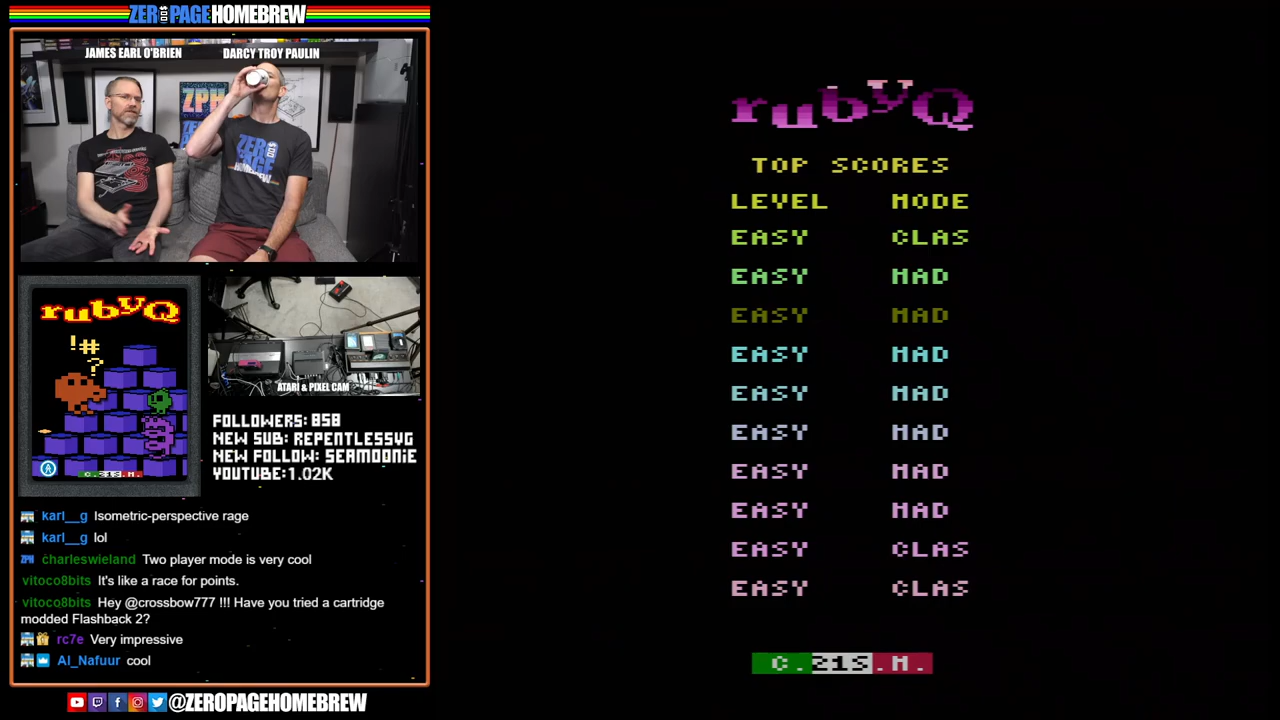 ZEROPAGEHOMEBREW
JAMES EARL O'BRIEN
DARCY TROY PAULIN
ZPH
ZERO
PAGE
HOMEBREW
rubyQ
!#
?
C.21S.M.
ATARI & PIXEL CAM
FOLLOWERS: 858
NEW SUB: REPENTLESSVG
NEW FOLLOW: SEAMOONIE
YOUTUBE:1.02K
karl__g Isometric-perspective rage
karl__g lol
charleswieland Two player mode is very cool
vitoco8bits It's like a race for points.
vitoco8bits Hey @crossbow777 !!! Have you tried a cartridge
modded Flashback 2?
rc7e Very impressive
Al_Nafuur cool
@ZEROPAGEHOMEBREW
rubyQ
TOP SCORES
LEVEL MODE
EASY CLAS
EASY MAD
EASY MAD
EASY MAD
EASY MAD
EASY MAD
EASY MAD
EASY MAD
EASY CLAS
EASY CLAS
C.21S.M.